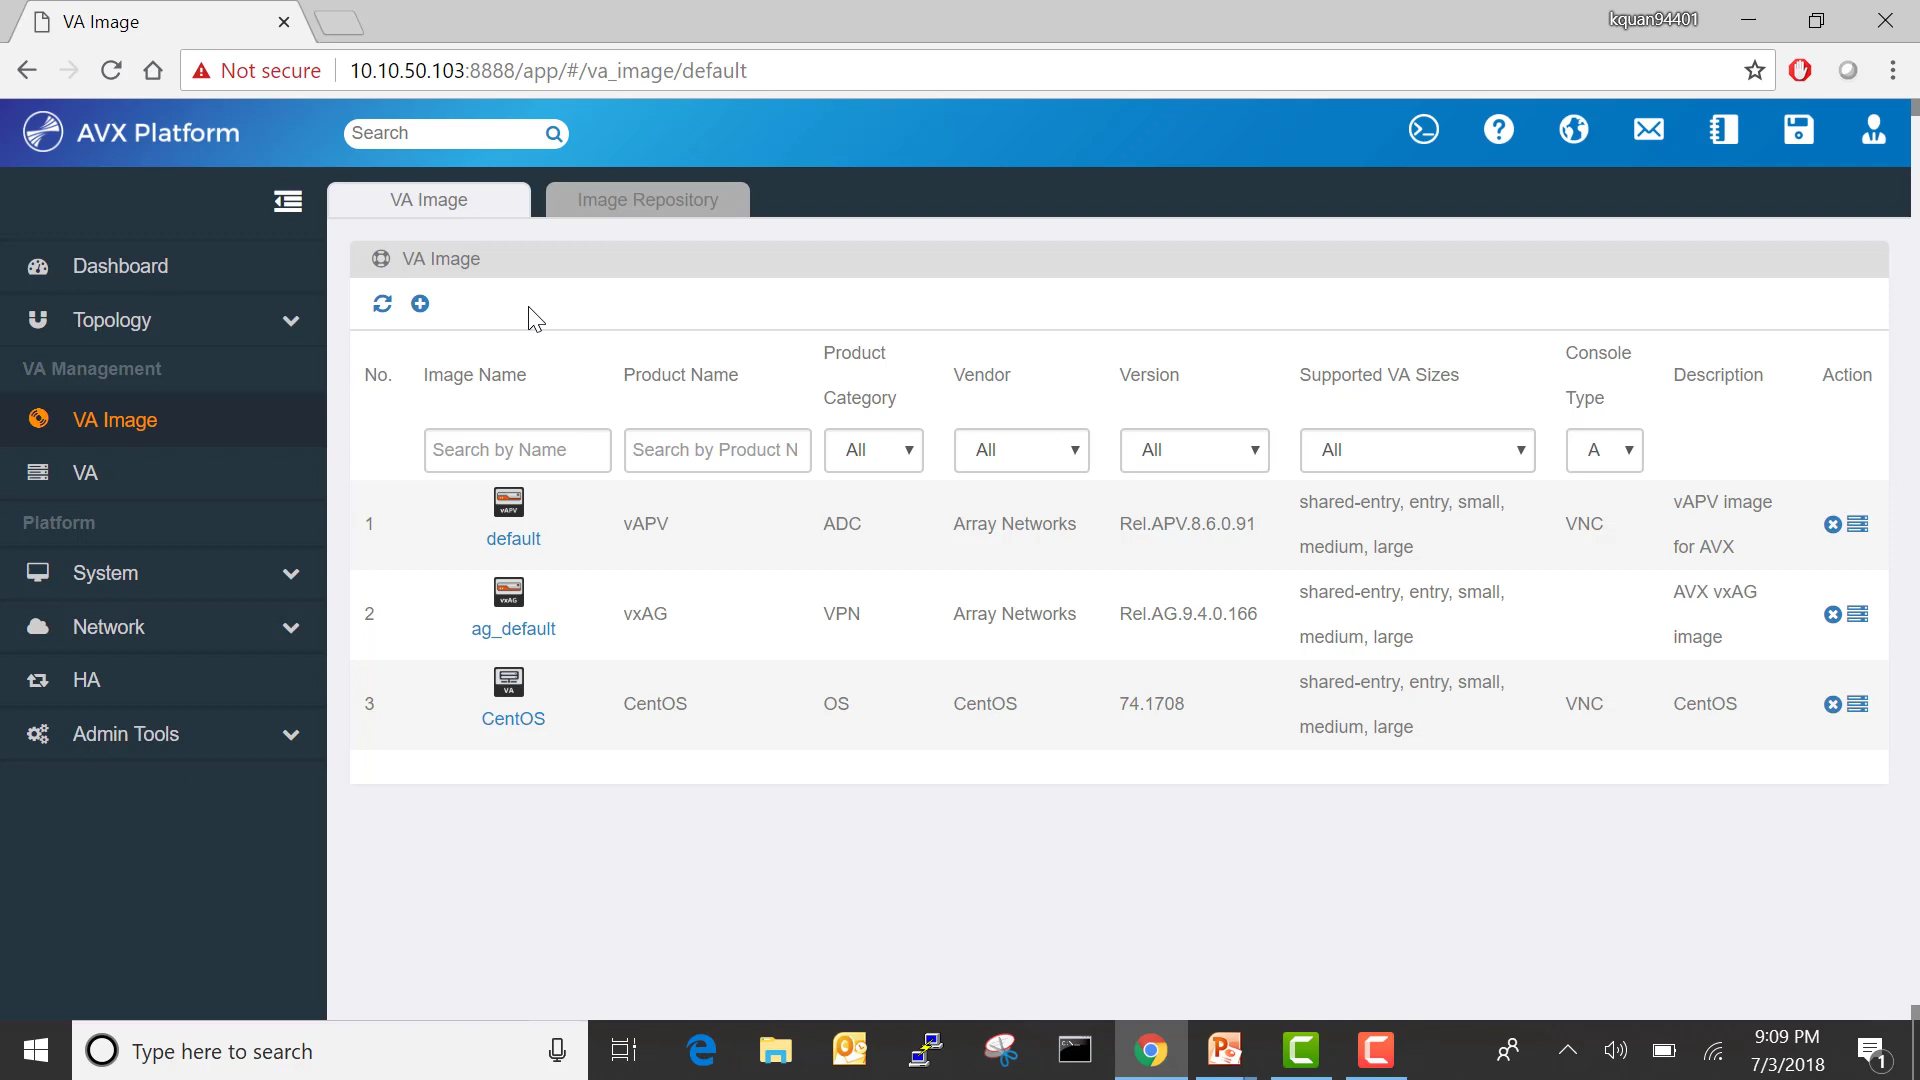 VA Image
kquan94401
Not secure
10.10.50.103:8888/app/#/va_image/default
AVX Platform
Search
VA Image
Image Repository
Dashboard
Topology
VA Management
VA Image
VA
Platform
System
Network
HA
Admin Tools
VA Image
No.
Image Name
Product Name
Product
Category
Vendor
Version
Supported VA Sizes
Console
Type
Description
Action
Search by Name
Search by Product N
All
All
All
All
A
1
vAPV
default
vAPV
ADC
Array Networks
Rel.APV.8.6.0.91
shared-entry, entry, small,
medium, large
VNC
vAPV image
for AVX
2
vxAG
ag_default
vxAG
VPN
Array Networks
Rel.AG.9.4.0.166
shared-entry, entry, small,
medium, large
AVX vxAG
image
3
VA
CentOS
CentOS
OS
CentOS
74.1708
shared-entry, entry, small,
medium, large
VNC
CentOS
Type here to search
9:09 PM
7/3/2018
1